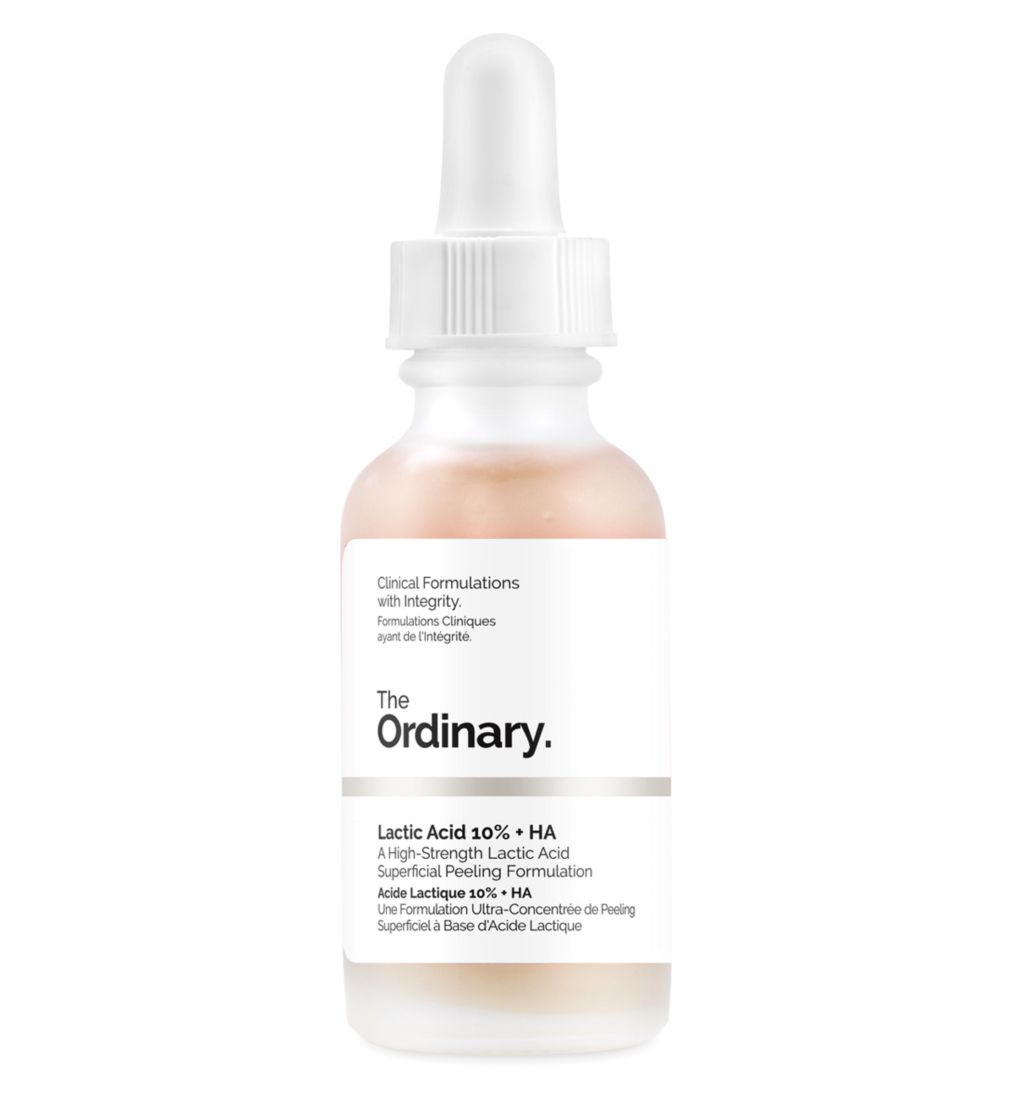 Clinical Formulations
with Integrity.
Formulations Cliniques
ayant de l'Intégrité.
The
Ordinary.
Lactic Acid 10% + HA
A High-Strength Lactic Acid
Superficial Peeling Formulation
Acide Lactique 10% + HA
Une Formulation Ultra-Concentrée de Peeling
Superficiel à Base d'Acide Lactique